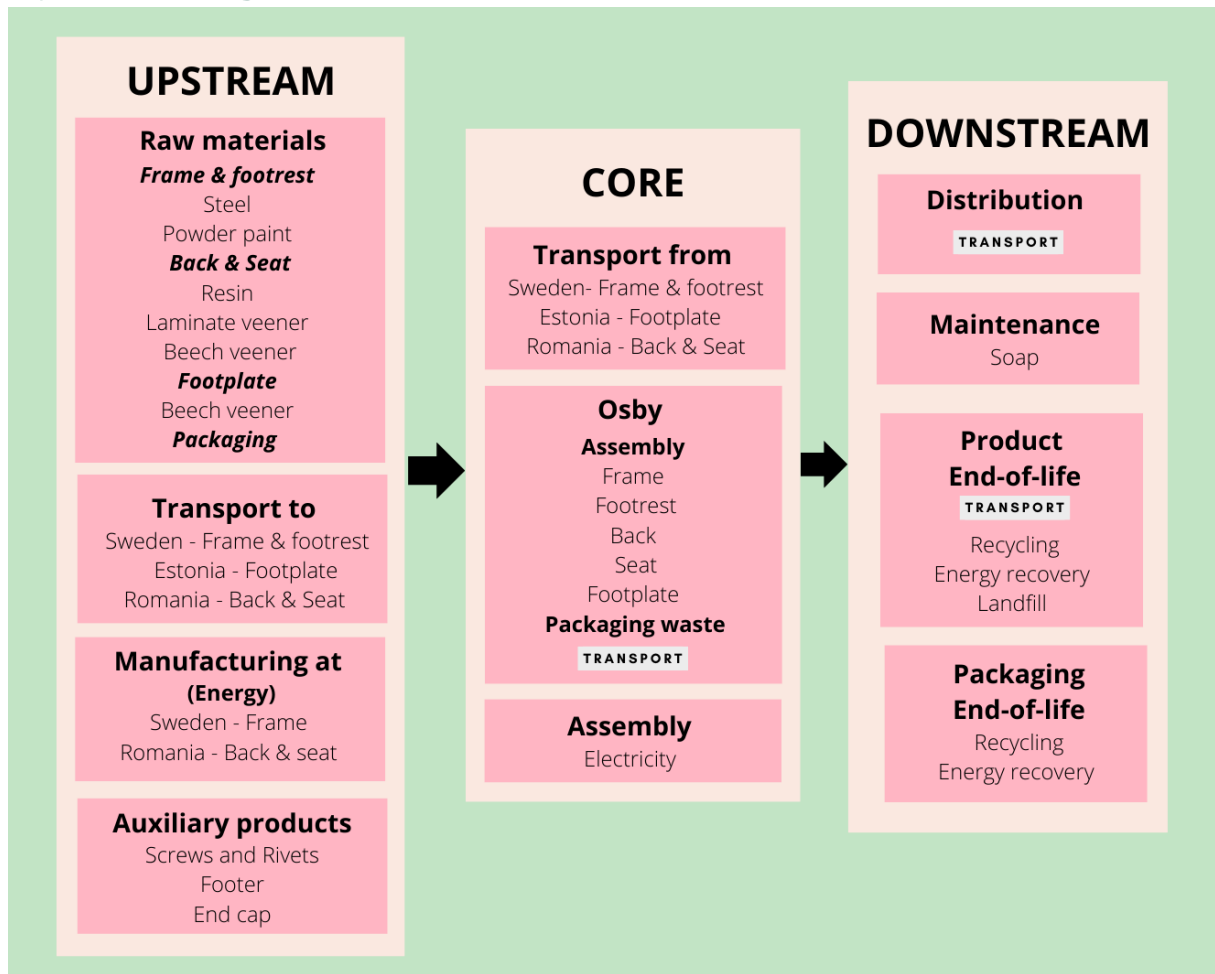 UPSTREAM
Raw materials
Frame & footrest
Steel
Powder paint
Back & Seat
Resin
Laminate veener
Beech veener
Footplate
Beech veener
Packaging
Transport to
Sweden - Frame & footrest
Estonia - Footplate
Romania - Back & Seat
Manufacturing at
(Energy)
Sweden - Frame
Romania - Back & seat
Auxiliary products
Screws and Rivets
Footer
End cap
CORE
Transport from
Sweden- Frame & footrest
Estonia - Footplate
Romania - Back & Seat
Osby
Assembly
Frame
Footrest
Back
Seat
Footplate
Packaging waste
TRANSPORT
Assembly
Electricity
DOWNSTREAM
Distribution
TRANSPORT
Maintenance
Soap
Product
End-of-life
TRANSPORT
Recycling
Energy recovery
Landfill
Packaging
End-of-life
Recycling
Energy recovery